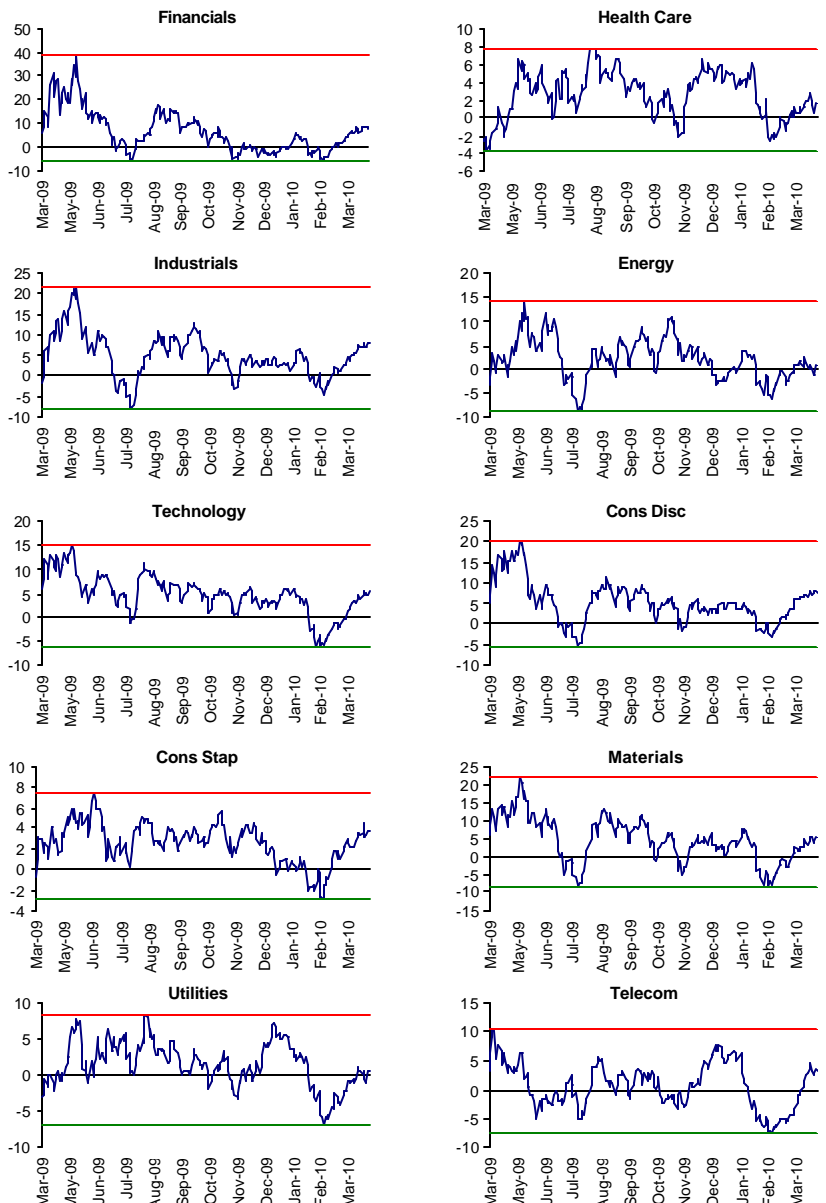 Financials
50
40
30
20
10
0
-10
Mar-09
May-09
Jun-09
Jul-09
Aug-09
Sep-09
Oct-09
Nov-09
Dec-09
Jan-10
Feb-10
Mar-10
Health Care
10
8
6
4
2
0
-2
-4
-6
Mar-09
May-09
Jun-09
Jul-09
Aug-09
Sep-09
Oct-09
Nov-09
Dec-09
Jan-10
Feb-10
Mar-10
Industrials
25
20
15
10
5
0
-5
-10
Mar-09
May-09
Jun-09
Jul-09
Aug-09
Sep-09
Oct-09
Nov-09
Dec-09
Jan-10
Feb-10
Mar-10
Energy
20
15
10
5
0
-5
-10
Mar-09
May-09
Jun-09
Jul-09
Aug-09
Sep-09
Oct-09
Nov-09
Dec-09
Jan-10
Feb-10
Mar-10
Technology
20
15
10
5
0
-5
-10
Mar-09
May-09
Jun-09
Jul-09
Aug-09
Sep-09
Oct-09
Nov-09
Dec-09
Jan-10
Feb-10
Mar-10
Cons Disc
25
20
15
10
5
0
-5
-10
Mar-09
May-09
Jun-09
Jul-09
Aug-09
Sep-09
Oct-09
Nov-09
Dec-09
Jan-10
Feb-10
Mar-10
Cons Stap
10
8
6
4
2
0
-2
-4
Mar-09
May-09
Jun-09
Jul-09
Aug-09
Sep-09
Oct-09
Nov-09
Dec-09
Jan-10
Feb-10
Mar-10
Materials
25
20
15
10
5
0
-5
-10
-15
Mar-09
May-09
Jun-09
Jul-09
Aug-09
Sep-09
Oct-09
Nov-09
Dec-09
Jan-10
Feb-10
Mar-10
Utilities
10
5
0
-5
-10
Mar-09
May-09
Jun-09
Jul-09
Aug-09
Sep-09
Oct-09
Nov-09
Dec-09
Jan-10
Feb-10
Mar-10
Telecom
15
10
5
0
-5
-10
Mar-09
May-09
Jun-09
Jul-09
Aug-09
Sep-09
Oct-09
Nov-09
Dec-09
Jan-10
Feb-10
Mar-10